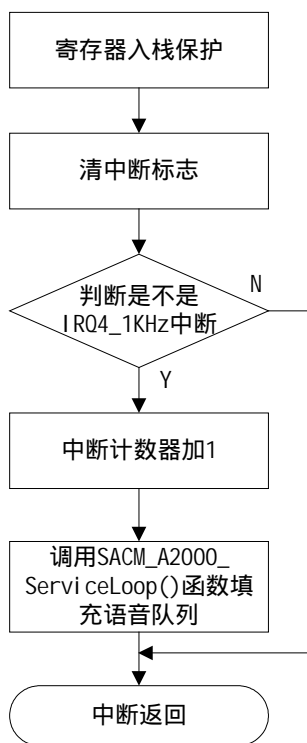 寄存器入栈保护
清中断标志
判断是不是
IRQ4_1KHz中断
N
Y
中断计数器加1
调用SACM_A2000_
ServiceLoop()函数填
充语音队列
中断返回